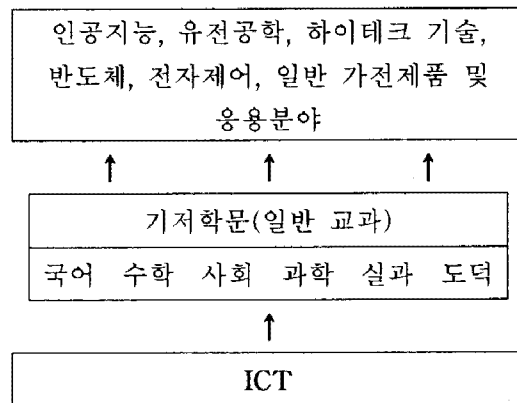 인공지능, 유전공학, 하이테크 기술,
반도체, 전자제어, 일반 가전제품 및
응용분야
기저학문(일반 교과)
국어 수학 사회 과학 실과 도덕
ICT